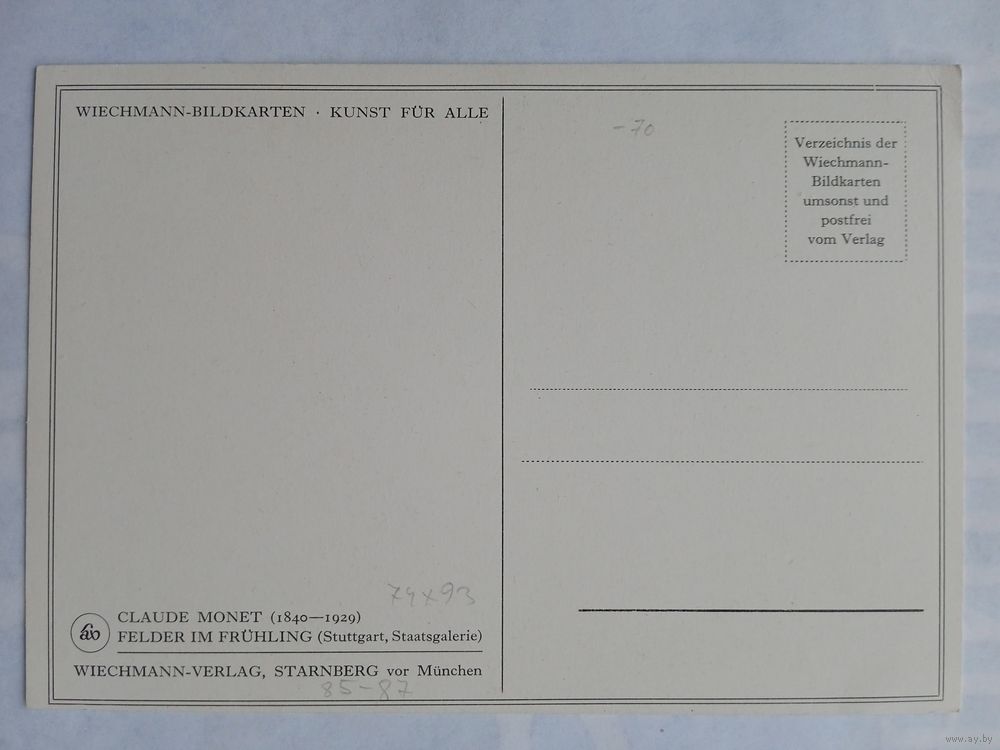 WIECHMANN-BILDKARTEN · KUNST FÜR ALLE
-70
Verzeichnis der
Wiechmann-
Bildkarten
umsonst und
postfrei
vom Verlag
74x93
CLAUDE MONET (1840—1929)
FELDER IM FRÜHLING (Stuttgart, Staatsgalerie)
WIECHMANN-VERLAG, STARNBERG vor München
85-87
www.ay.by